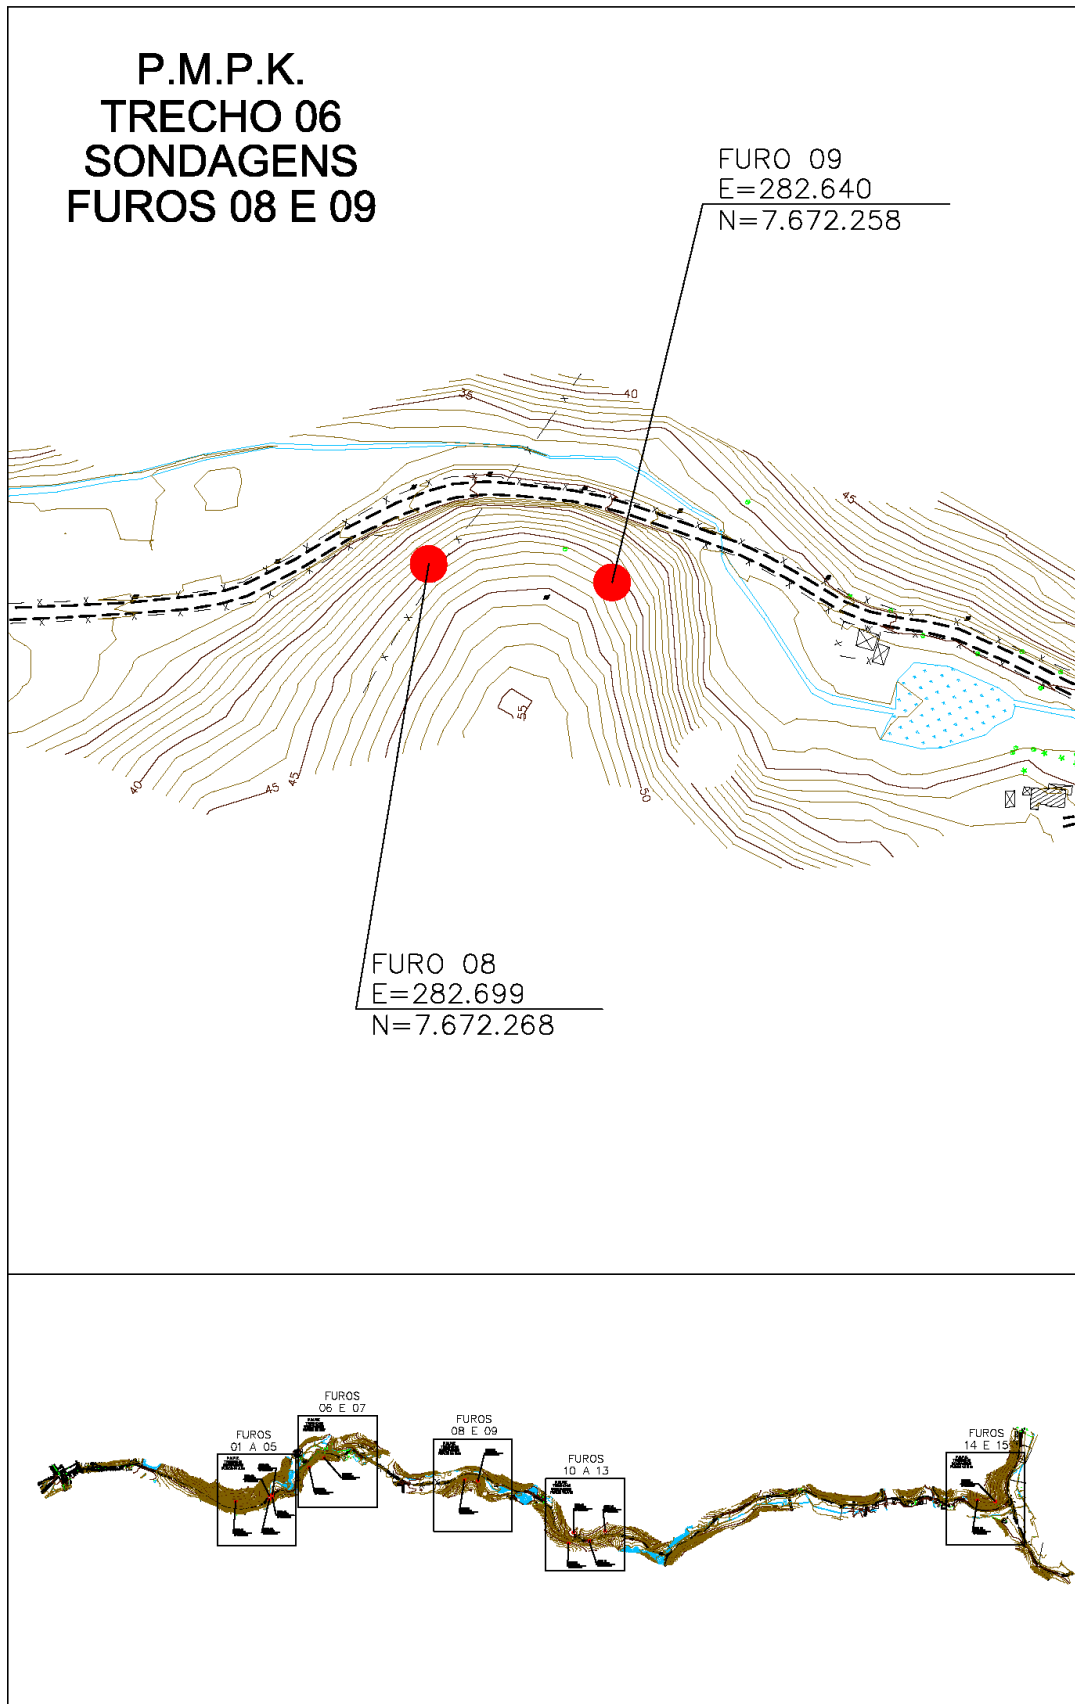 P.M.P.K.
TRECHO 06
SONDAGENS
FUROS 08 E 09
FURO 09
E=282.640
N=7.672.258
35
40
45
55
40
45
45
50
FURO 08
E=282.699
N=7.672.268
FUROS
01 A 05
FUROS
06 E 07
FUROS
08 E 09
FUROS
10 A 13
FUROS
14 E 15